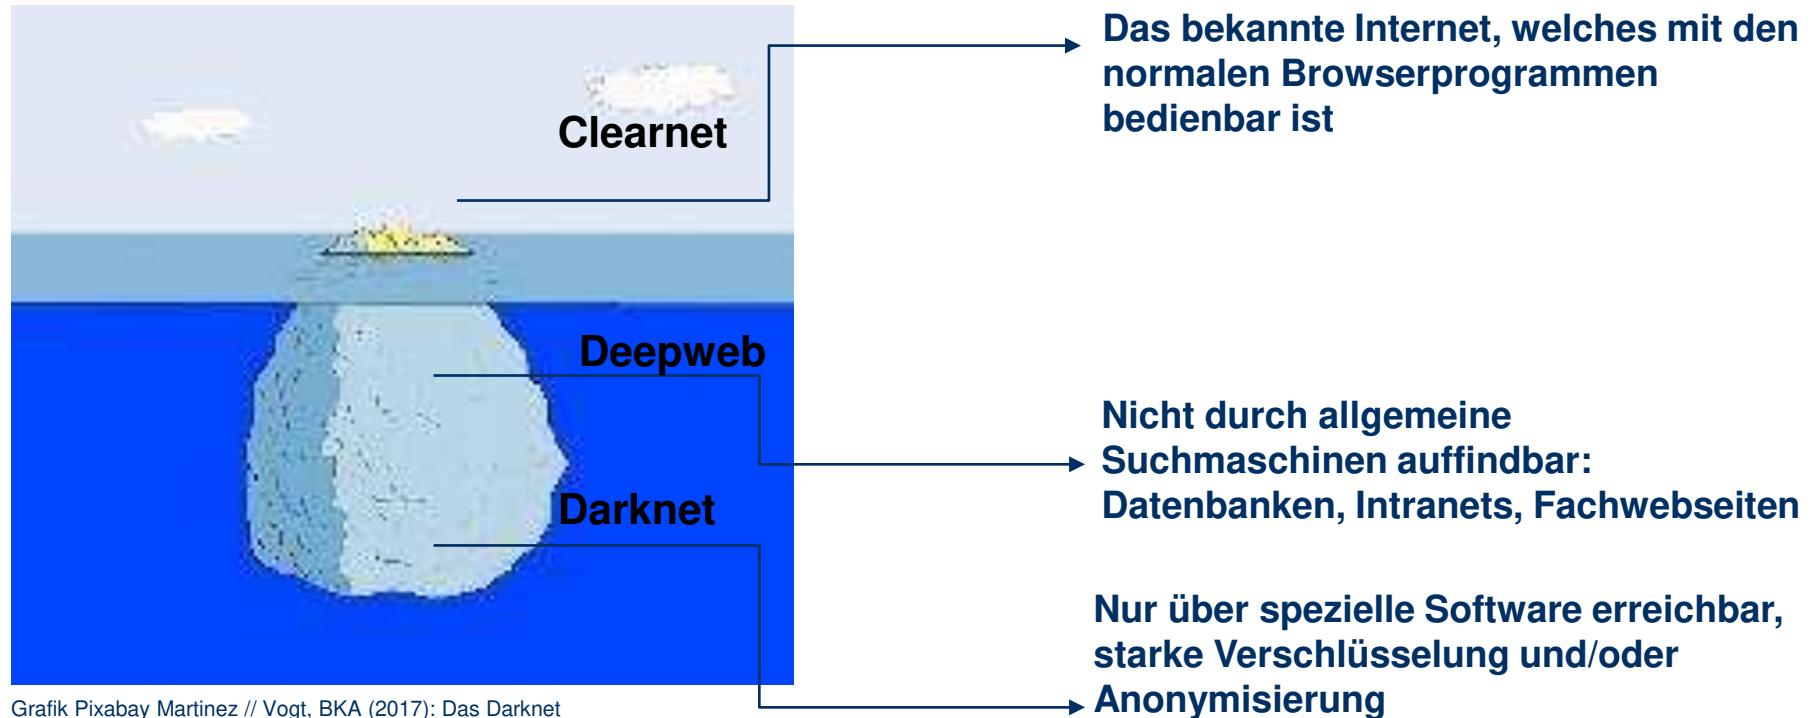 Das bekannte Internet, welches mit den
normalen Browserprogrammen
bedienbar ist
Clearnet
Deepweb
Nicht durch allgemeine
Suchmaschinen auffindbar:
Datenbanken, Intranets, Fachwebseiten
Darknet
Nur über spezielle Software erreichbar,
starke Verschlüsselung und/oder
Anonymisierung
Grafik Pixabay Martinez // Vogt, BKA (2017): Das Darknet